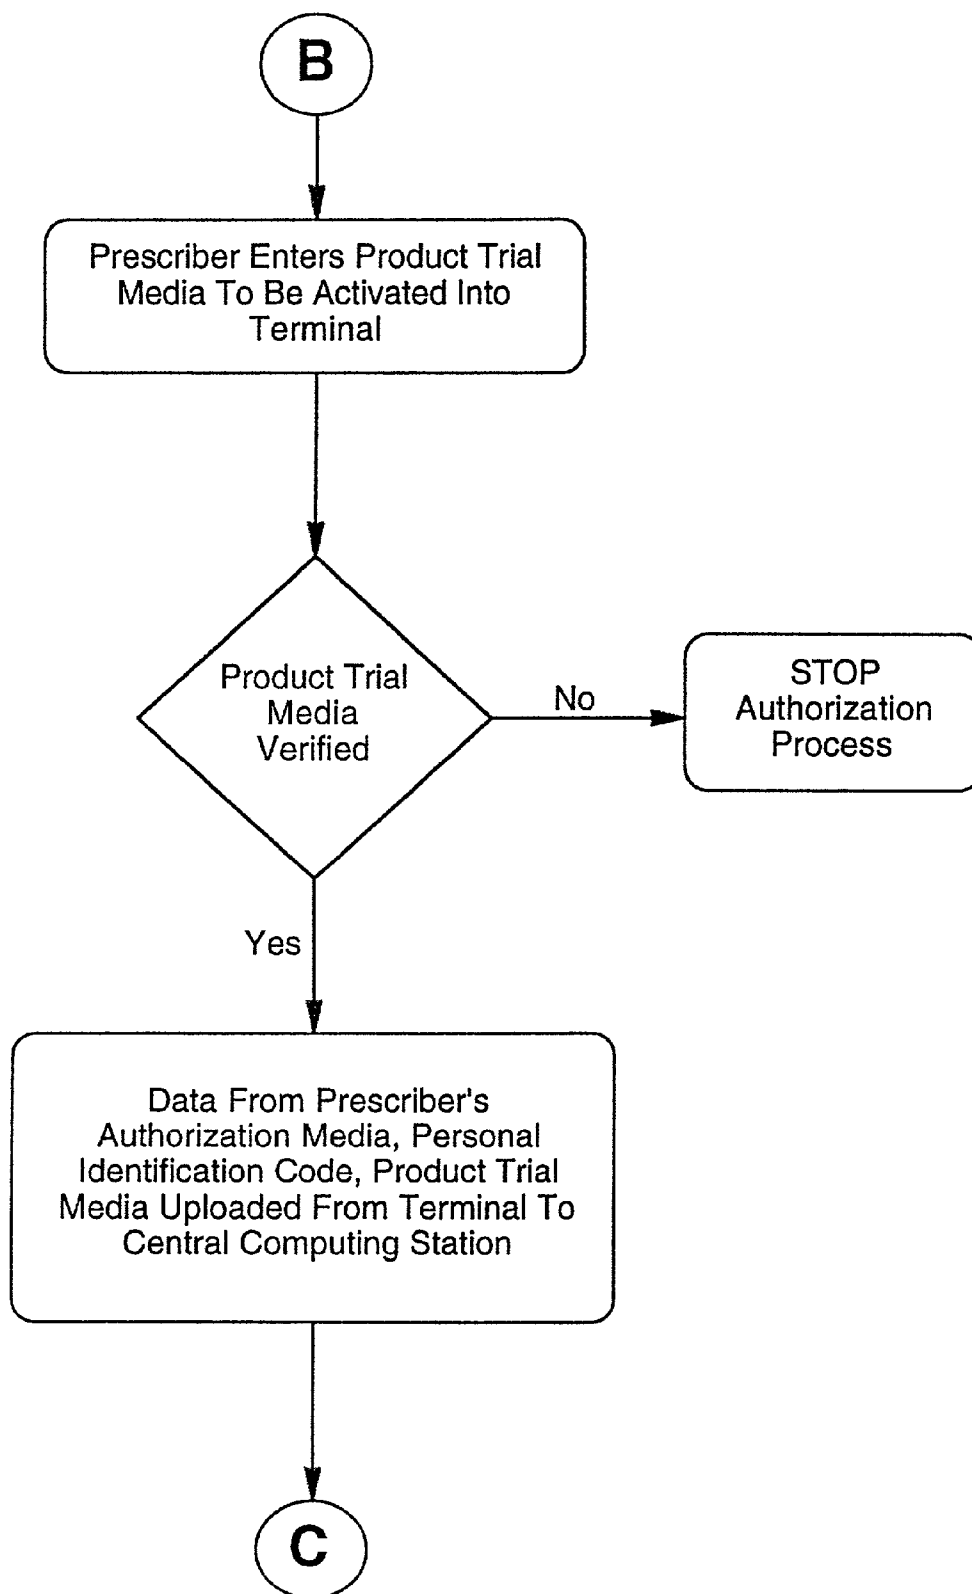 B
Prescriber Enters Product Trial
Media To Be Activated Into
Terminal
Product Trial
Media
Verified
No
STOP
Authorization
Process
Yes
Data From Prescriber's
Authorization Media, Personal
Identification Code, Product Trial
Media Uploaded From Terminal To
Central Computing Station
C